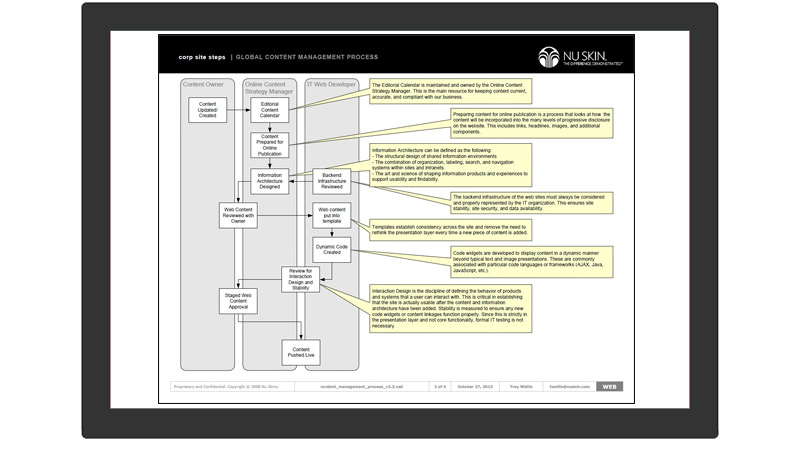 corp site steps | GLOBAL CONTENT MANAGEMENT PROCESS
NU SKIN
THE DIFFERENCE. DEMONSTRATED.
Content Owner
Online Content
Strategy Manager
IT Web Developer
Content
Updated/
Created
Editorial
Content
Calendar
The Editorial Calendar is maintained and owned by the Online Content
Strategy Manager. This is the main resource for keeping content current,
accurate, and compliant with our business.
Content
Prepared for
Online
Publication
Preparing content for online publication is a process that looks at how the
content will be incorporated into the many levels of progressive disclosure
on the website. This includes links, headlines, images, and additional
components.
Information
Architecture
Designed
Backend
Infrastructure
Reviewed
Information Architecture can be defined as the following:
- The structural design of shared information environments
- The combination of organization, labeling, search, and navigation
systems within sites and intranets.
- The art and science of shaping information products and experiences to
support usability and findability.
The backend infrastructure of the web sites must always be considered
and properly represented by the IT organization. This ensures site
stability, site security, and data availability.
Web Content
Reviewed with
Owner
Web content
put into
template
Templates establish consistency across the site and remove the need to
rethink the presentation layer every time a new piece of content is added.
Dynamic Code
Created
Code widgets are developed to display content in a dynamic manner
beyond typical text and image presentations. These are commonly
associated with particular code languages or frameworks (AJAX, Java,
JavaScript, etc.).
Review for
Interaction
Design and
Stability
Interaction Design is the discipline of defining the behavior of products
and systems that a user can interact with. This is critical in establishing
that the site is actually usable after the content and information
architecture have been added. Stability is measured to ensure any new
code widgets or content linkages function properly. Since this is strictly in
the presentation layer and not core functionality, formal IT testing is not
necessary.
Staged Web
Content
Approval
Content
Pushed Live
Proprietary and Confidential. Copyright © 2008 Nu Skin.
content_management_process_v3.5.vsd
October 27, 2013
Troy Watts
WEB